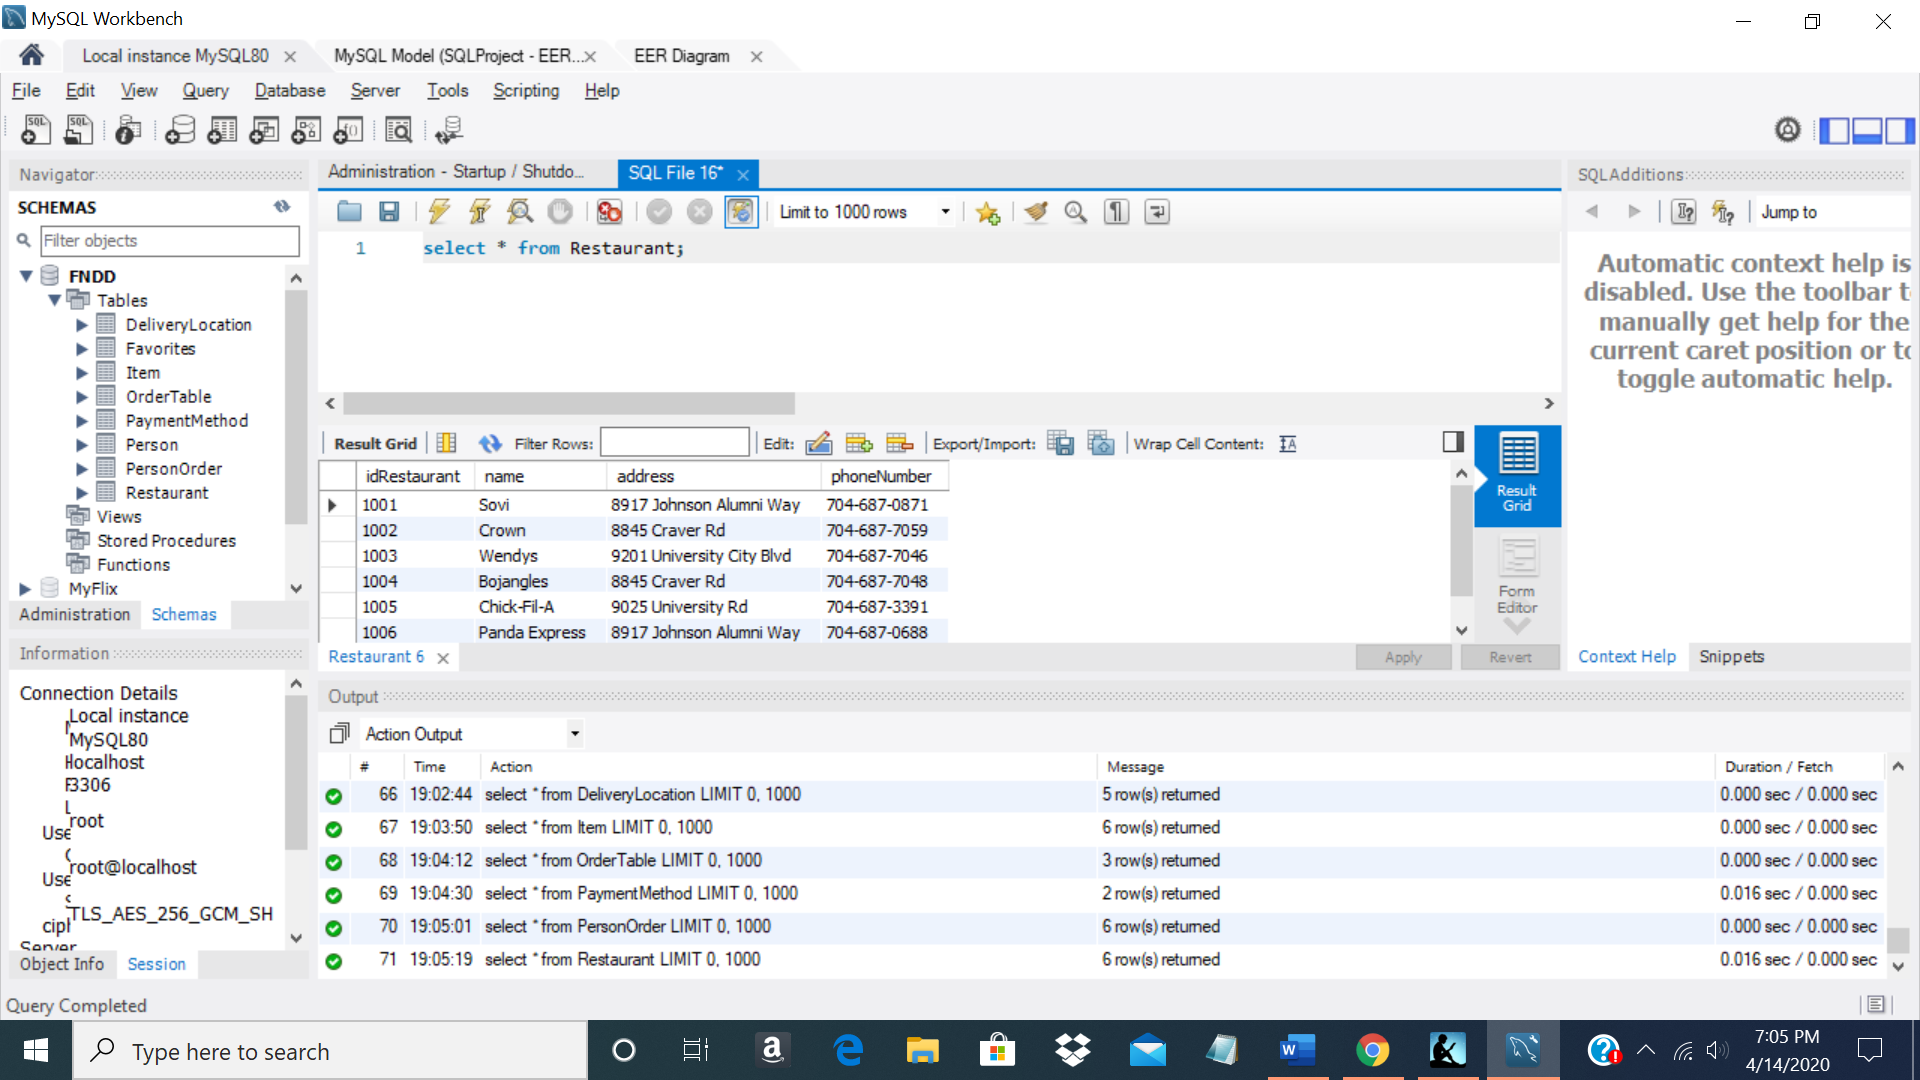 MySQL Workbench
Local instance MySQL80
MySQL Model (SQLProject - EER...
EER Diagram
File Edit View Query Database Server Tools Scripting Help
Navigator
SCHEMAS
Filter objects
FNDD
Tables
DeliveryLocation
Favorites
Item
OrderTable
PaymentMethod
Person
PersonOrder
Restaurant
Views
Stored Procedures
Functions
MyFlix
Administration Schemas
Information
Connection Details
Local instance
MySQL80
localhost
3306
root
Use
root@localhost
Use
TLS_AES_256_GCM_SH
Server
Object Info Session
Query Completed
Administration - Startup / Shutdo...
SQL File 16*
Limit to 1000 rows
1 select * from Restaurant;
Result Grid Filter Rows: Edit: Export/Import: Wrap Cell Content:
idRestaurant name address phoneNumber
1001 Sovi 8917 Johnson Alumni Way 704-687-0871
1002 Crown 8845 Craver Rd 704-687-7059
1003 Wendys 9201 University City Blvd 704-687-7046
1004 Bojangles 8845 Craver Rd 704-687-7048
1005 Chick-Fil-A 9025 University Rd 704-687-3391
1006 Panda Express 8917 Johnson Alumni Way 704-687-0688
Result
Grid
Form
Editor
Restaurant 6
Apply Revert
SQLAdditions
Jump to
Automatic context help is
disabled. Use the toolbar t
manually get help for the
current caret position or to
toggle automatic help.
Context Help Snippets
Output
Action Output
# Time Action Message Duration / Fetch
66 19:02:44 select * from DeliveryLocation LIMIT 0, 1000 5 row(s) returned 0.000 sec / 0.000 sec
67 19:03:50 select * from Item LIMIT 0, 1000 6 row(s) returned 0.000 sec / 0.000 sec
68 19:04:12 select * from OrderTable LIMIT 0, 1000 3 row(s) returned 0.000 sec / 0.000 sec
69 19:04:30 select * from PaymentMethod LIMIT 0, 1000 2 row(s) returned 0.016 sec / 0.000 sec
70 19:05:01 select * from PersonOrder LIMIT 0, 1000 6 row(s) returned 0.000 sec / 0.000 sec
71 19:05:19 select * from Restaurant LIMIT 0, 1000 6 row(s) returned 0.016 sec / 0.000 sec
Type here to search
7:05 PM
4/14/2020